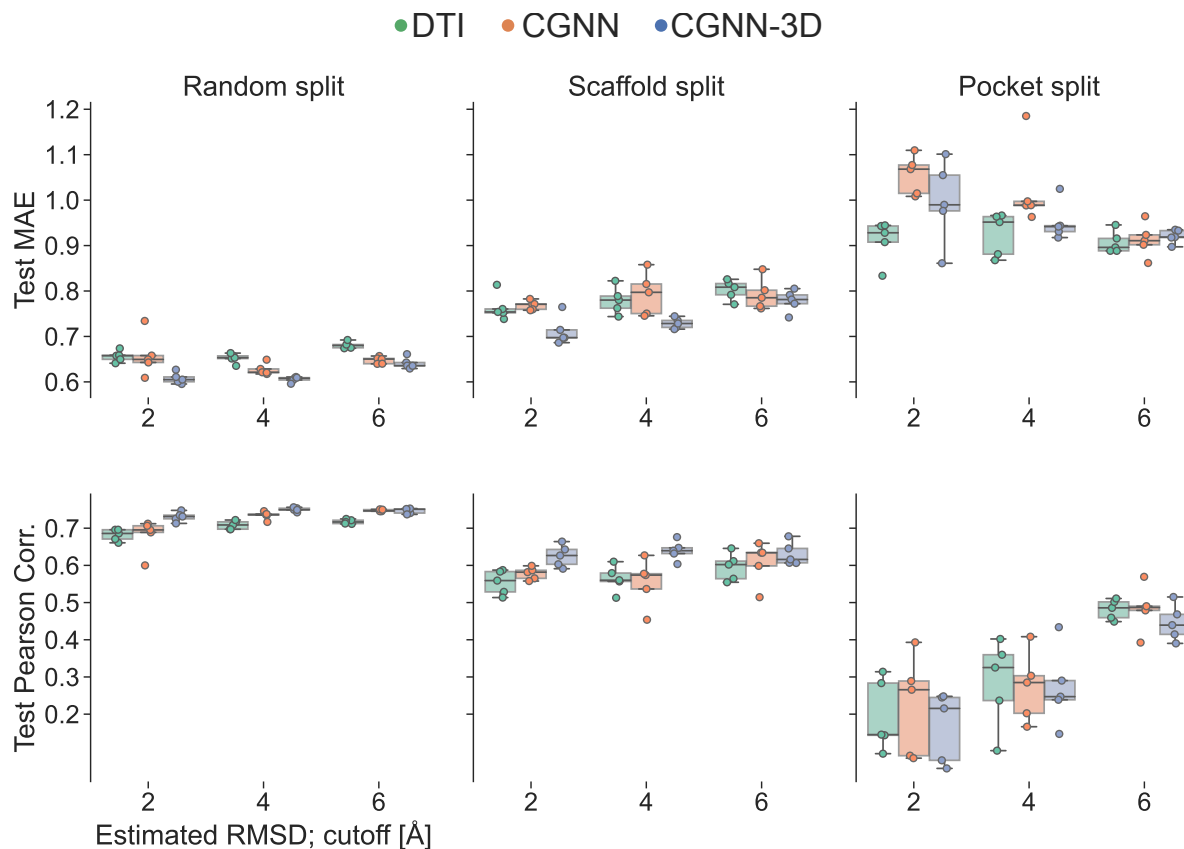 DTI CGNN CGNN-3D
Random split Scaffold split Pocket split
Test MAE
1.2
1.1
1.0
0.9
0.8
0.7
0.6
2 4 6 2 4 6 2 4 6
Test Pearson Corr.
0.7
0.6
0.5
0.4
0.3
0.2
2 4 6 2 4 6 2 4 6
Estimated RMSD; cutoff [Å]